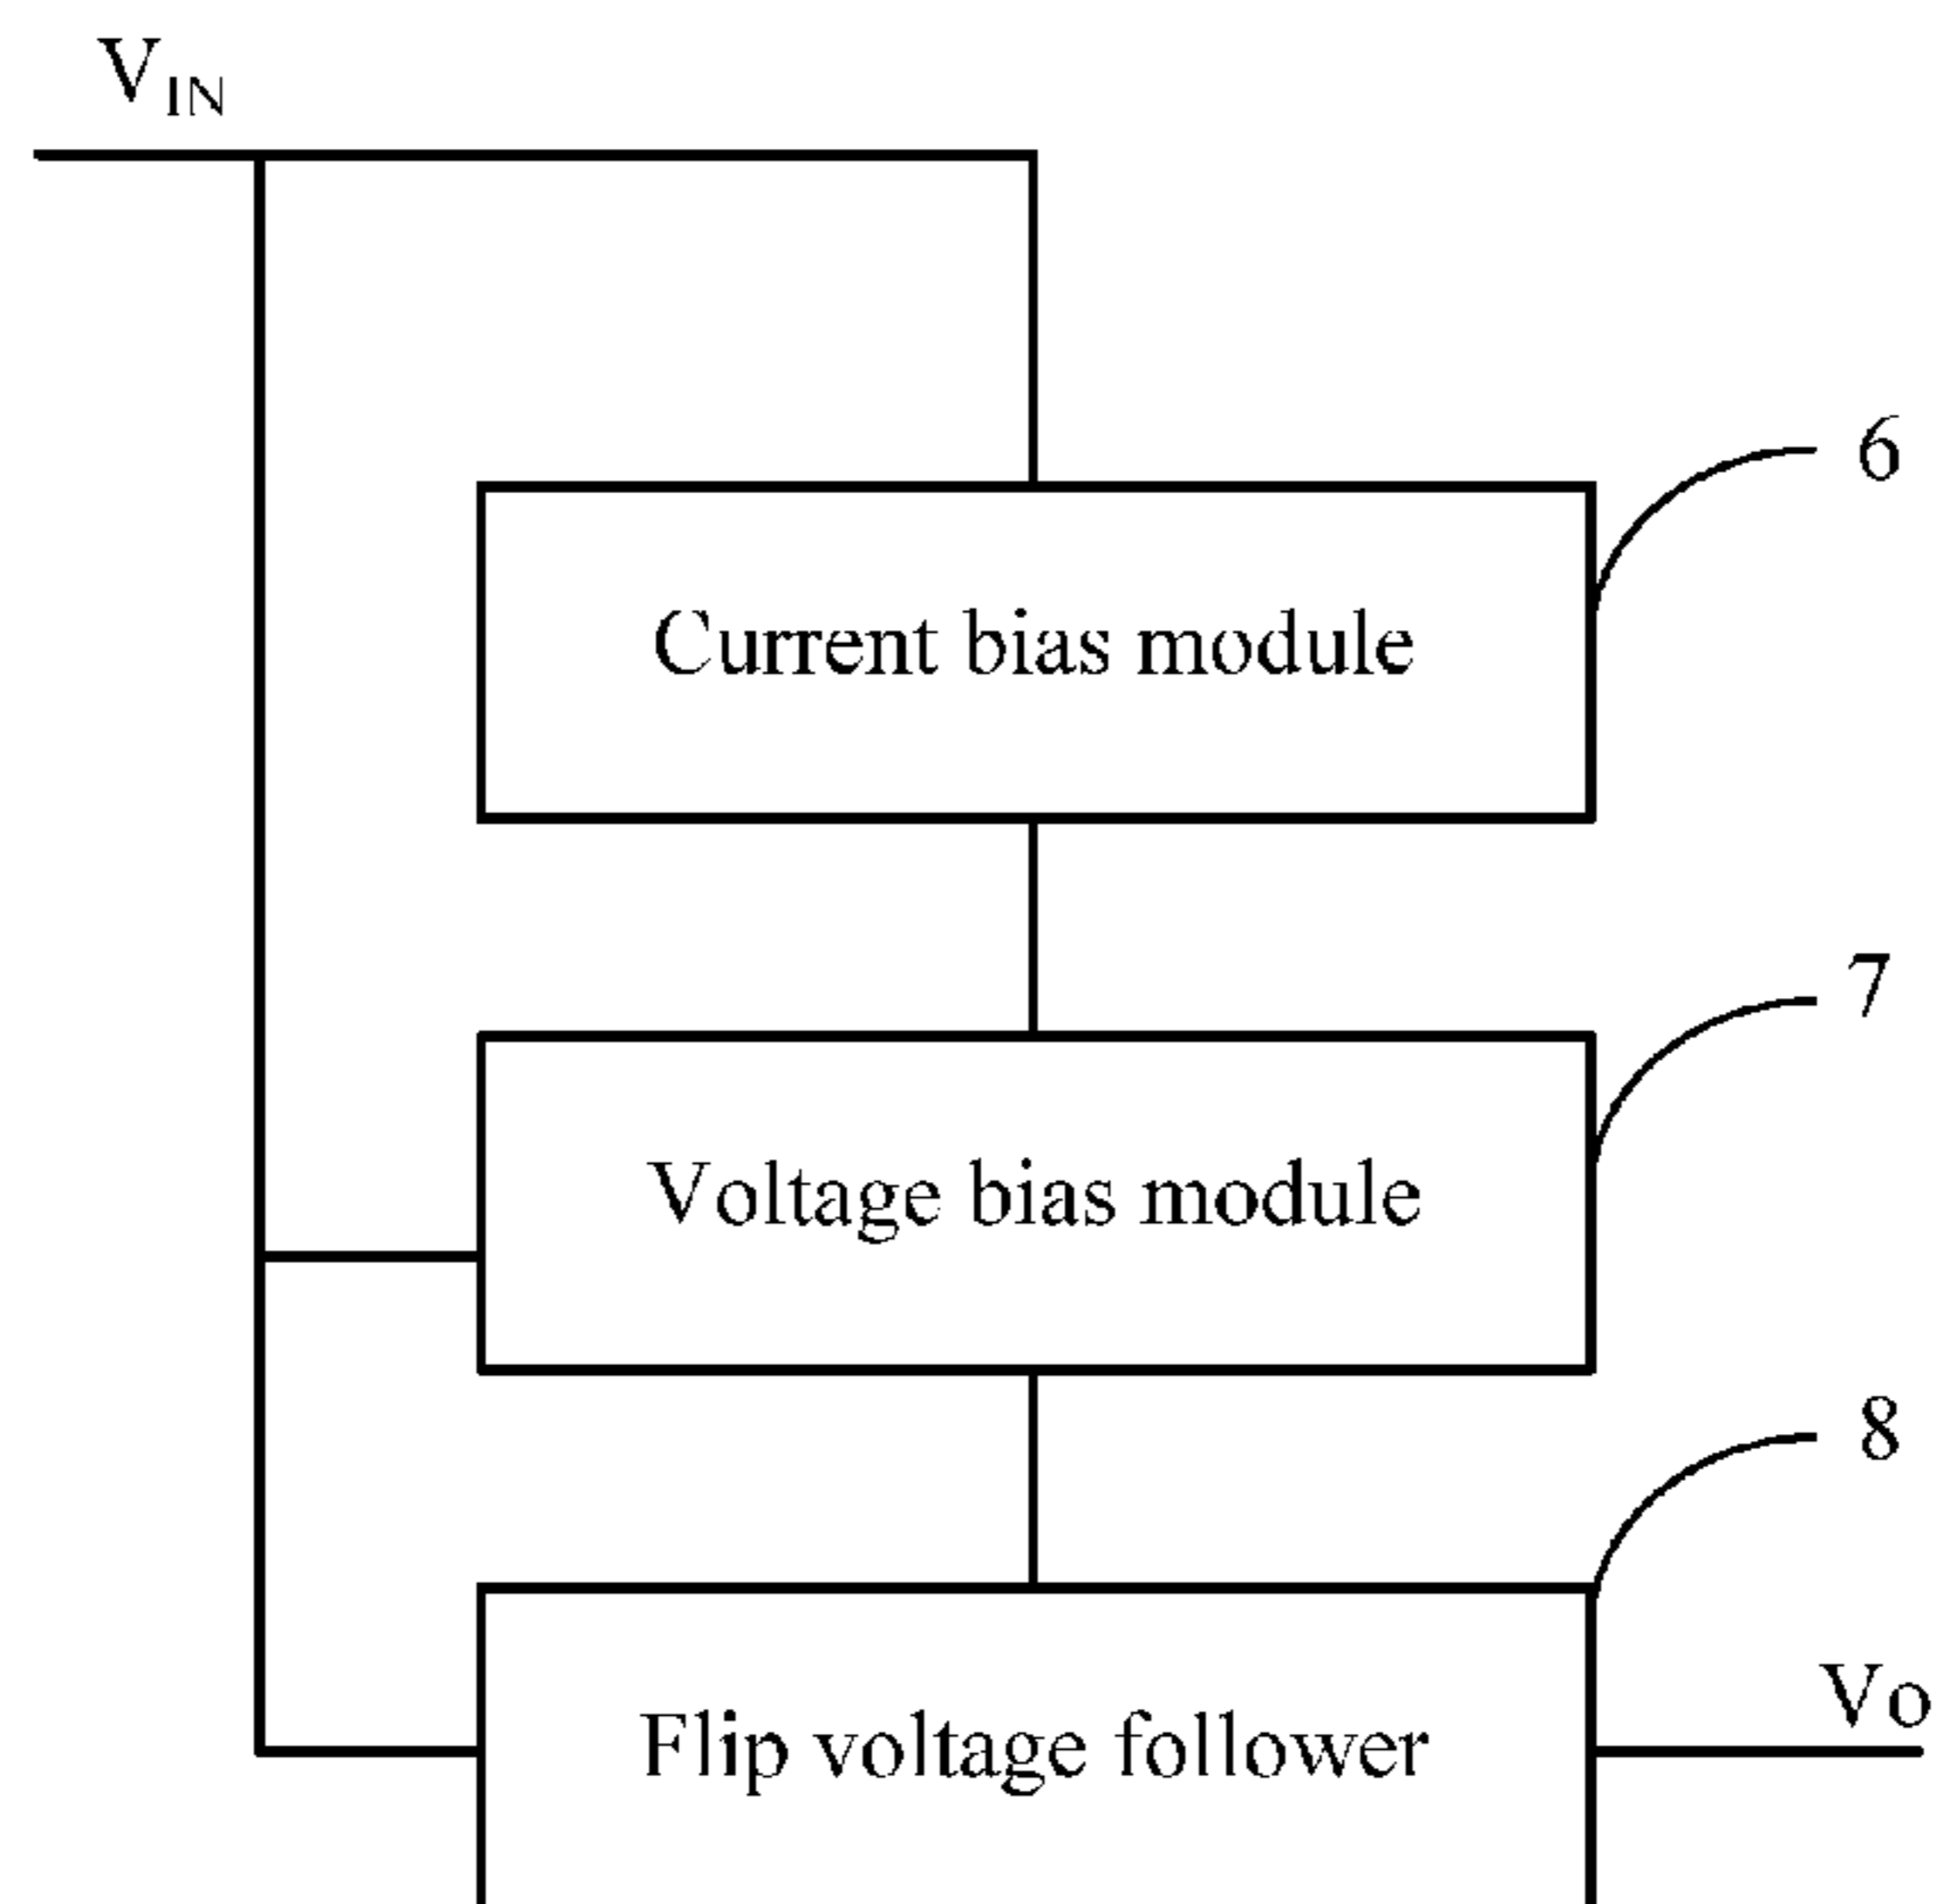 VIN
6
Current bias module
7
Voltage bias module
8
Vo
Flip voltage follower